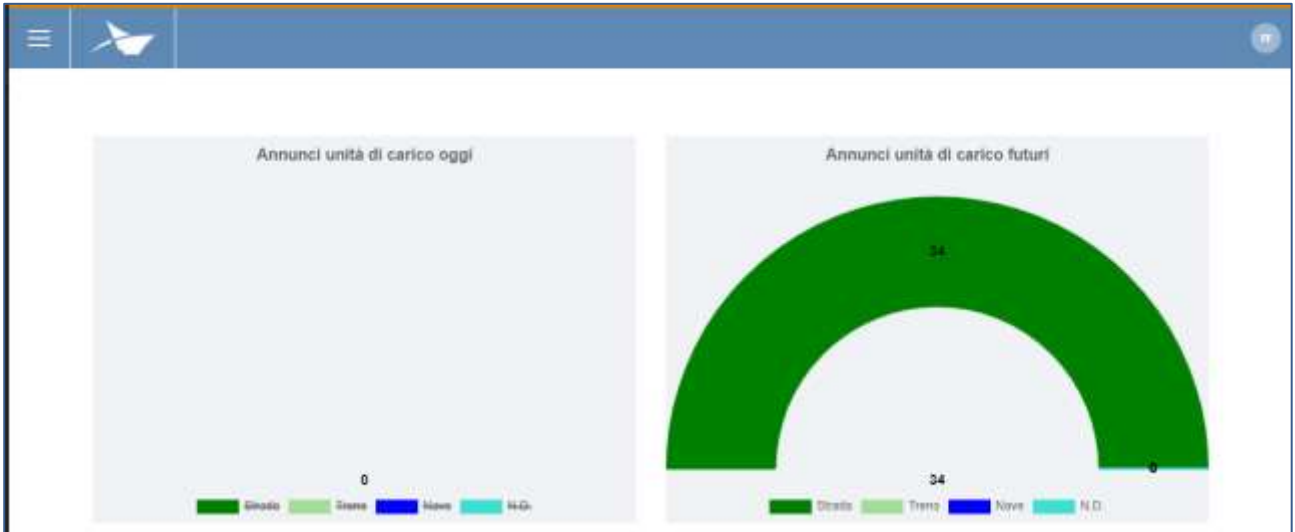 Annunci unità di carico oggi
0
Strada Treno Nave N.D.
Annunci unità di carico futuri
34
0
34
Strada Treno Nave N.D.